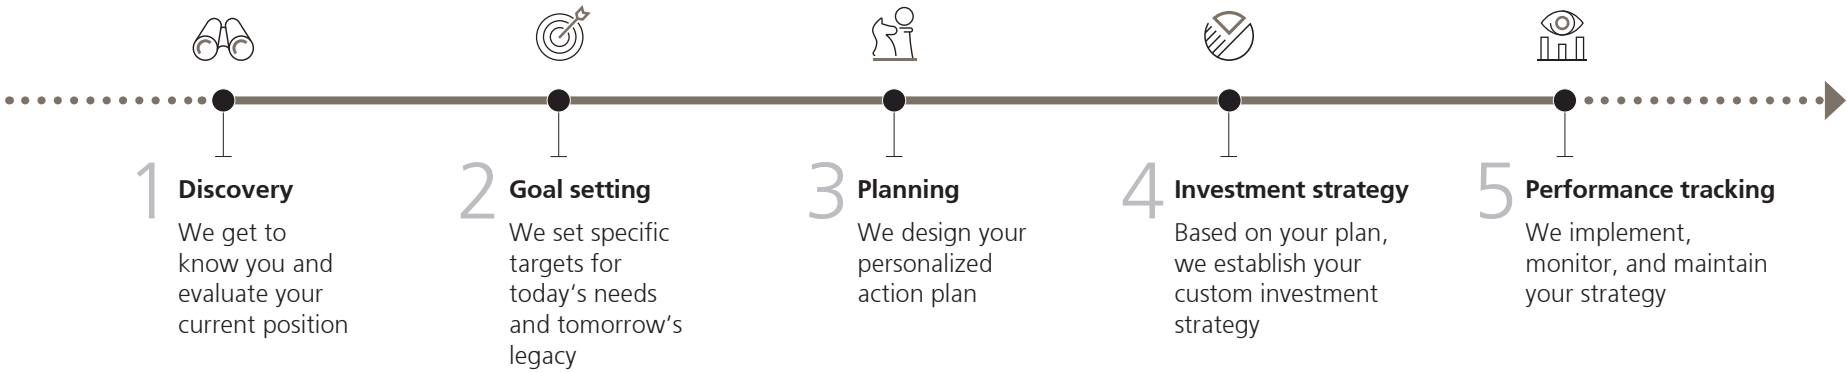 1
Discovery
We get to
know you and
evaluate your
current position
2
Goal setting
We set specific
targets for
today‘s needs
and tomorrow‘s
legacy
3
Planning
We design your
personalized
action plan
4
Investment strategy
Based on your plan,
we establish your
custom investment
strategy
5
Performance tracking
We implement,
monitor, and maintain
your strategy